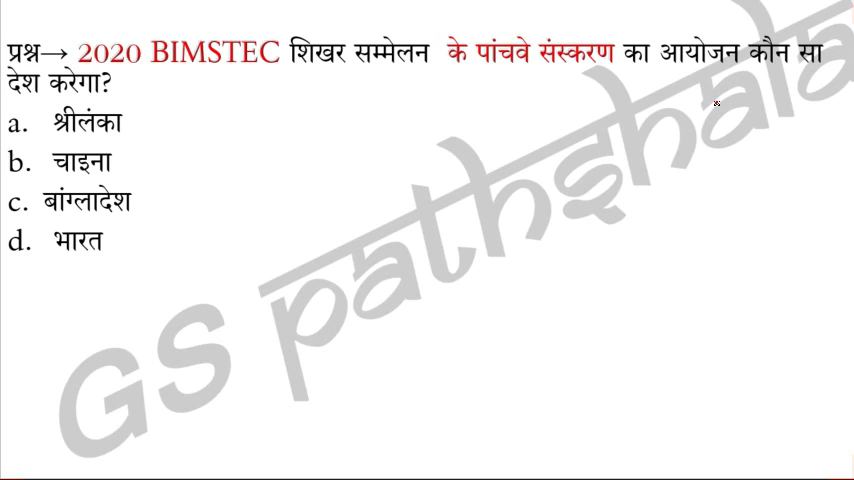 प्रश्न→ 2020 BIMSTEC शिखर सम्मेलन के पांचवे संस्करण का आयोजन कौन सा
देश करेगा?
a. श्रीलंका
b. चाइना
c. बांग्लादेश
d. भारत
GS pathshala